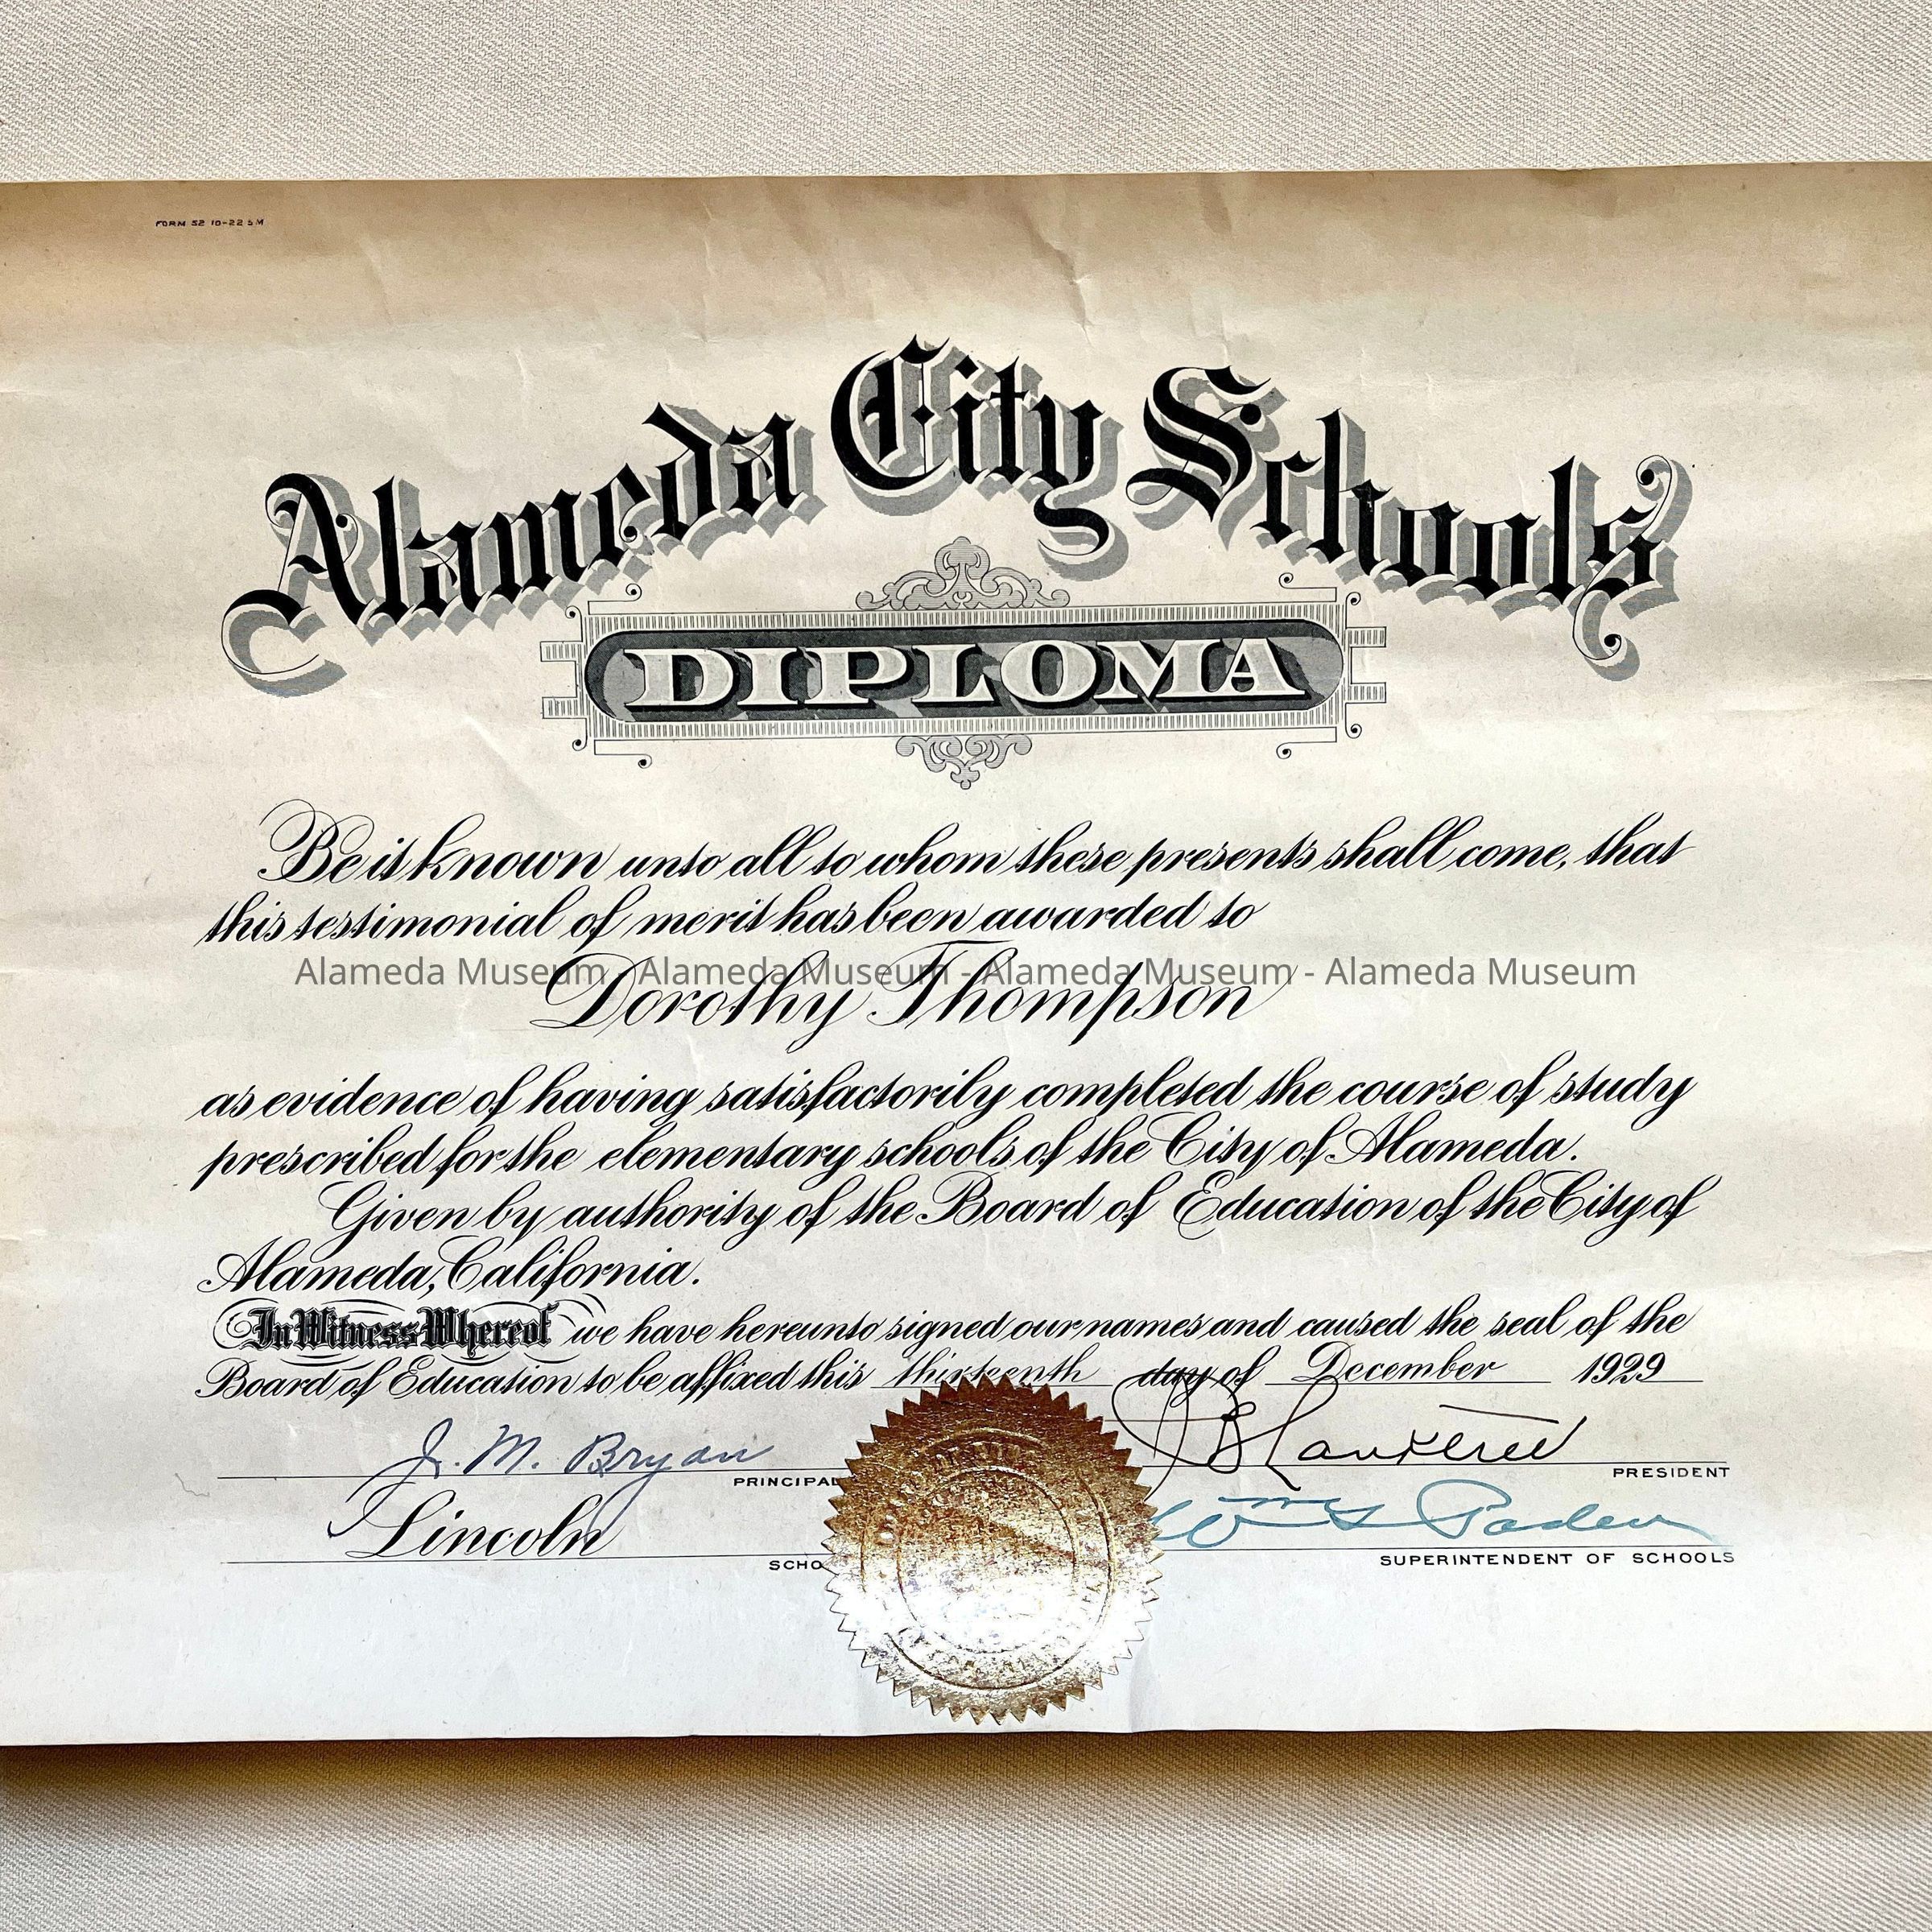 FORM 52 10-22 5M
Alameda City Schools
DIPLOMA
Be it known unto all to whom these presents shall come, that
this testimonial of merit has been awarded to
Alameda Museum - Alameda Museum - Alameda Museum - Alameda Museum
Dorothy Thompson
as evidence of having satisfactorily completed the course of study
prescribed for the elementary schools of the City of Alameda.
Given by authority of the Board of Education of the City of
Alameda, California.
In Witness Whereof we have hereunto signed our names and caused the seal of the
Board of Education to be affixed this thirteenth day of December 1929
J. M. Bryan
PRINCIPAL
PRESIDENT
Lincoln
SCHO
Wm S Paden
SUPERINTENDENT OF SCHOOLS